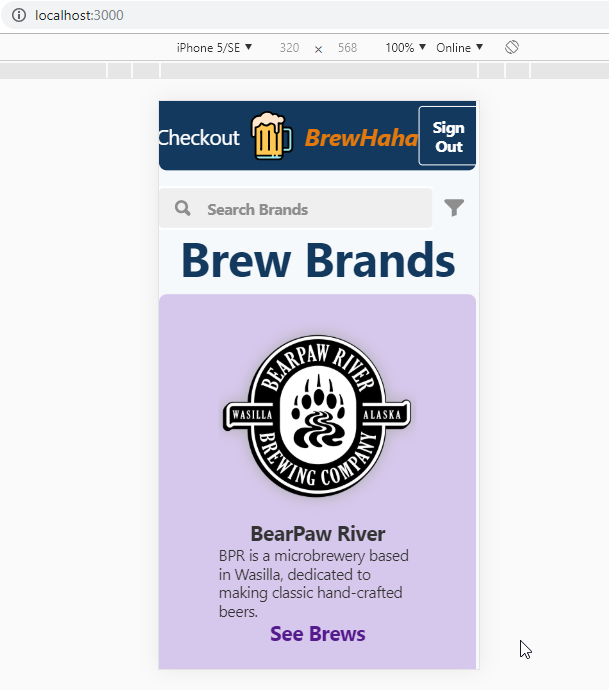 localhost:3000
iPhone 5/SE ▼ 320 × 568 100% ▼ Online ▼
Checkout BrewHaha Sign
Out
Search Brands
Brew Brands
BEARPAW RIVER
WASILLA ALASKA
BREWING COMPANY
BearPaw River
BPR is a microbrewery based
in Wasilla, dedicated to
making classic hand-crafted
beers.
See Brews